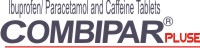 Ibuprofen/ Paracetamol and Caffeine Tablets
COMBIPAR®
PLUSE